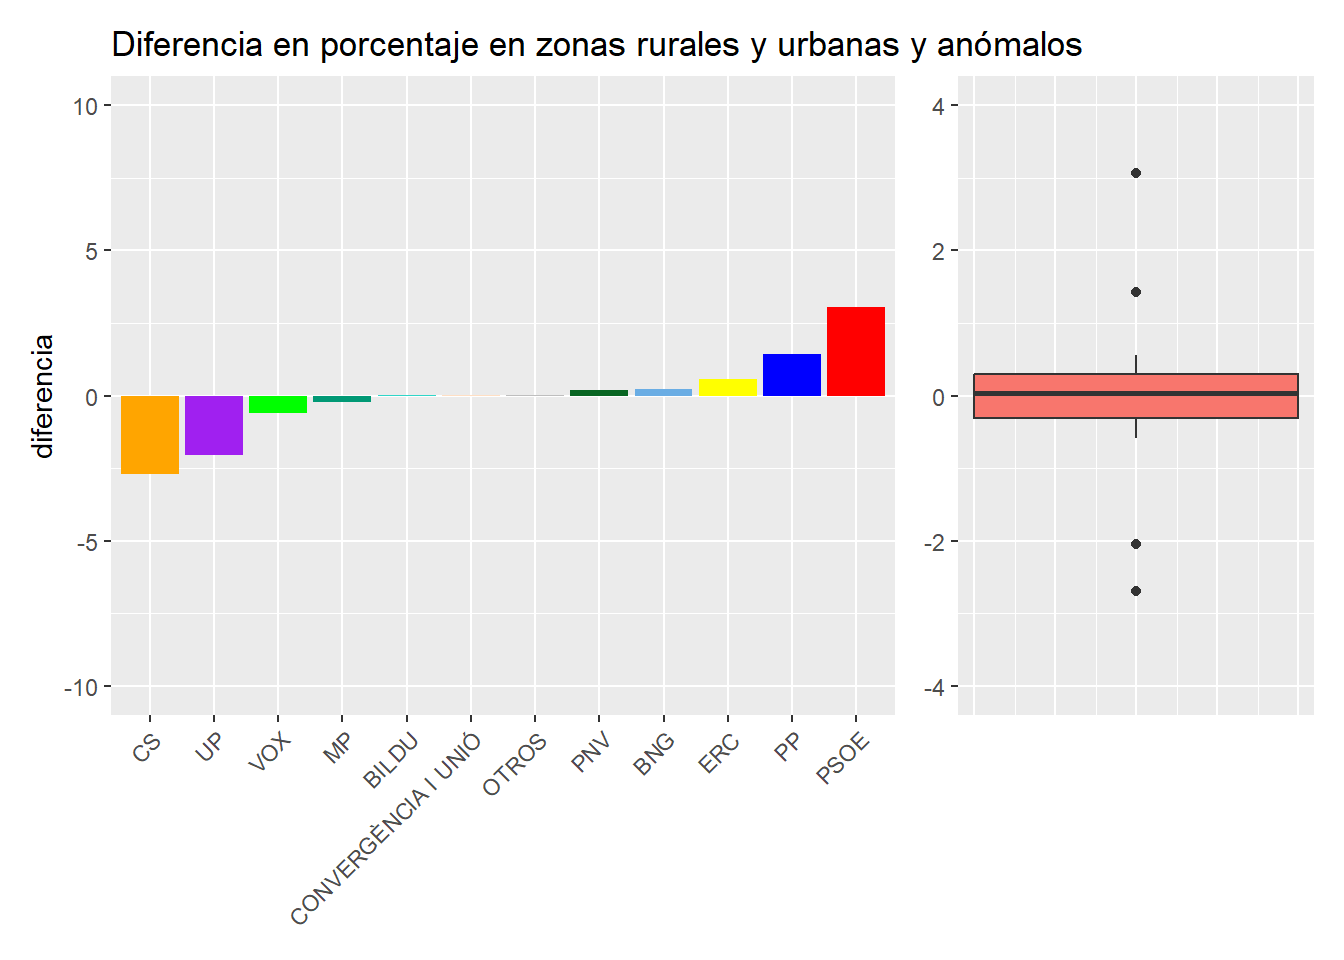 Diferencia en porcentaje en zonas rurales y urbanas y anómalos
diferencia
10
5
0
-5
-10
CS
UP
VOX
MP
BILDU
CONVERGÈNCIA I UNIÓ
OTROS
PNV
BNG
ERC
PP
PSOE
4
2
0
-2
-4